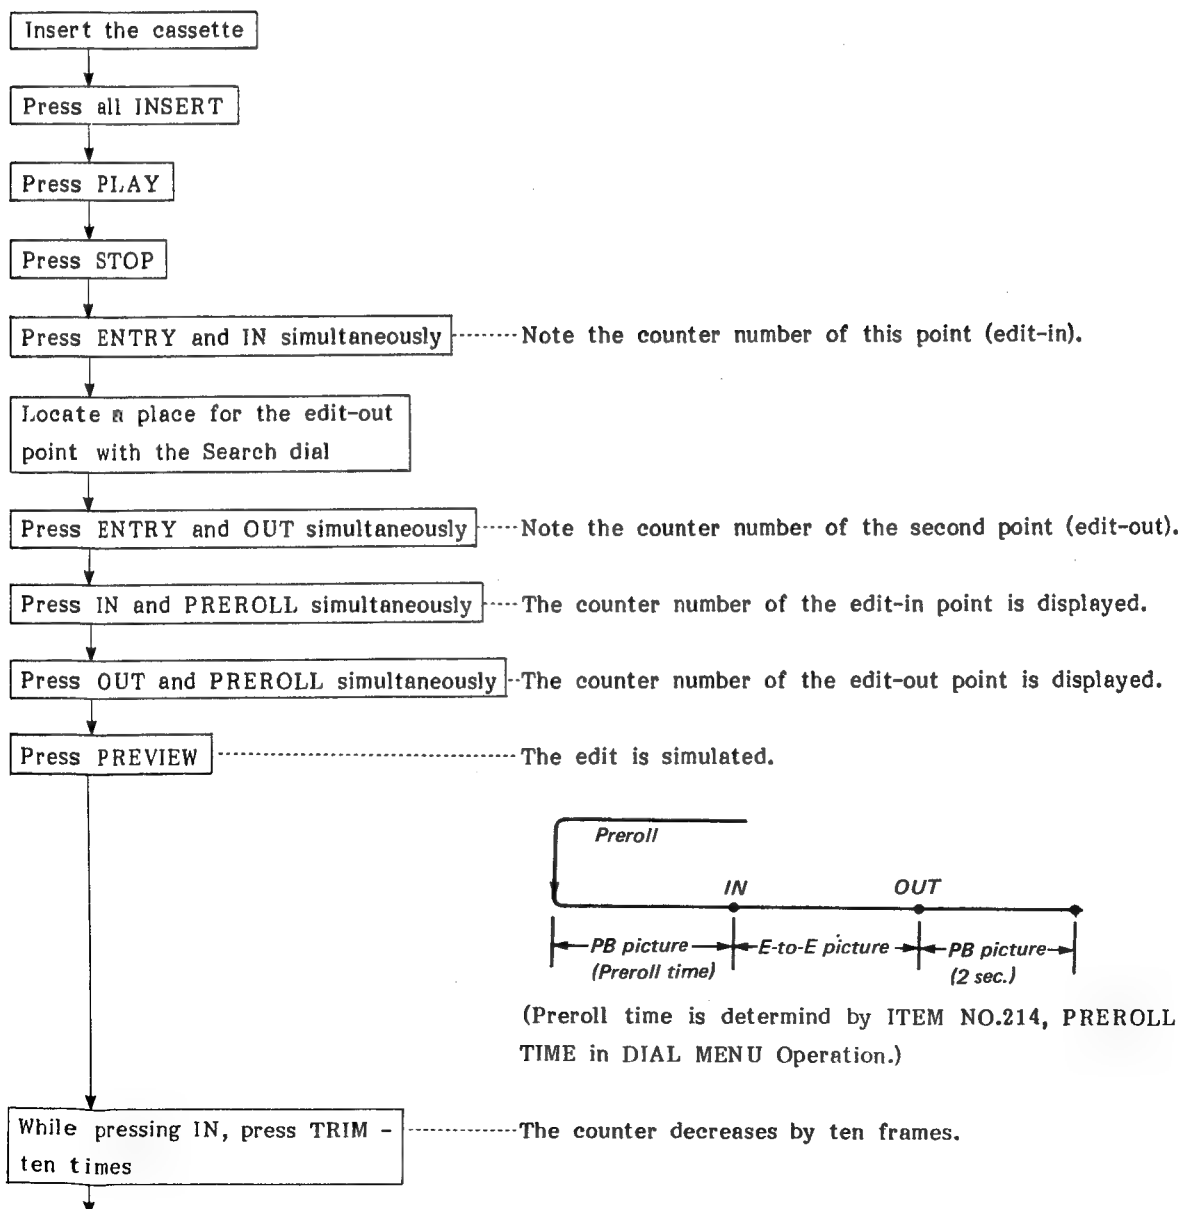 Insert the cassette
Press all INSERT
Press PLAY
Press STOP
Press ENTRY and IN simultaneously
Note the counter number of this point (edit-in).
Locate a place for the edit-out
point with the Search dial
Press ENTRY and OUT simultaneously
Note the counter number of the second point (edit-out).
Press IN and PREROLL simultaneously
The counter number of the edit-in point is displayed.
Press OUT and PREROLL simultaneously
The counter number of the edit-out point is displayed.
Press PREVIEW
The edit is simulated.
Preroll
IN
OUT
PB picture
(Preroll time)
E-to-E picture
PB picture
(2 sec.)
(Preroll time is determind by ITEM NO.214, PREROLL
TIME in DIAL MENU Operation.)
While pressing IN, press TRIM -
ten times
The counter decreases by ten frames.